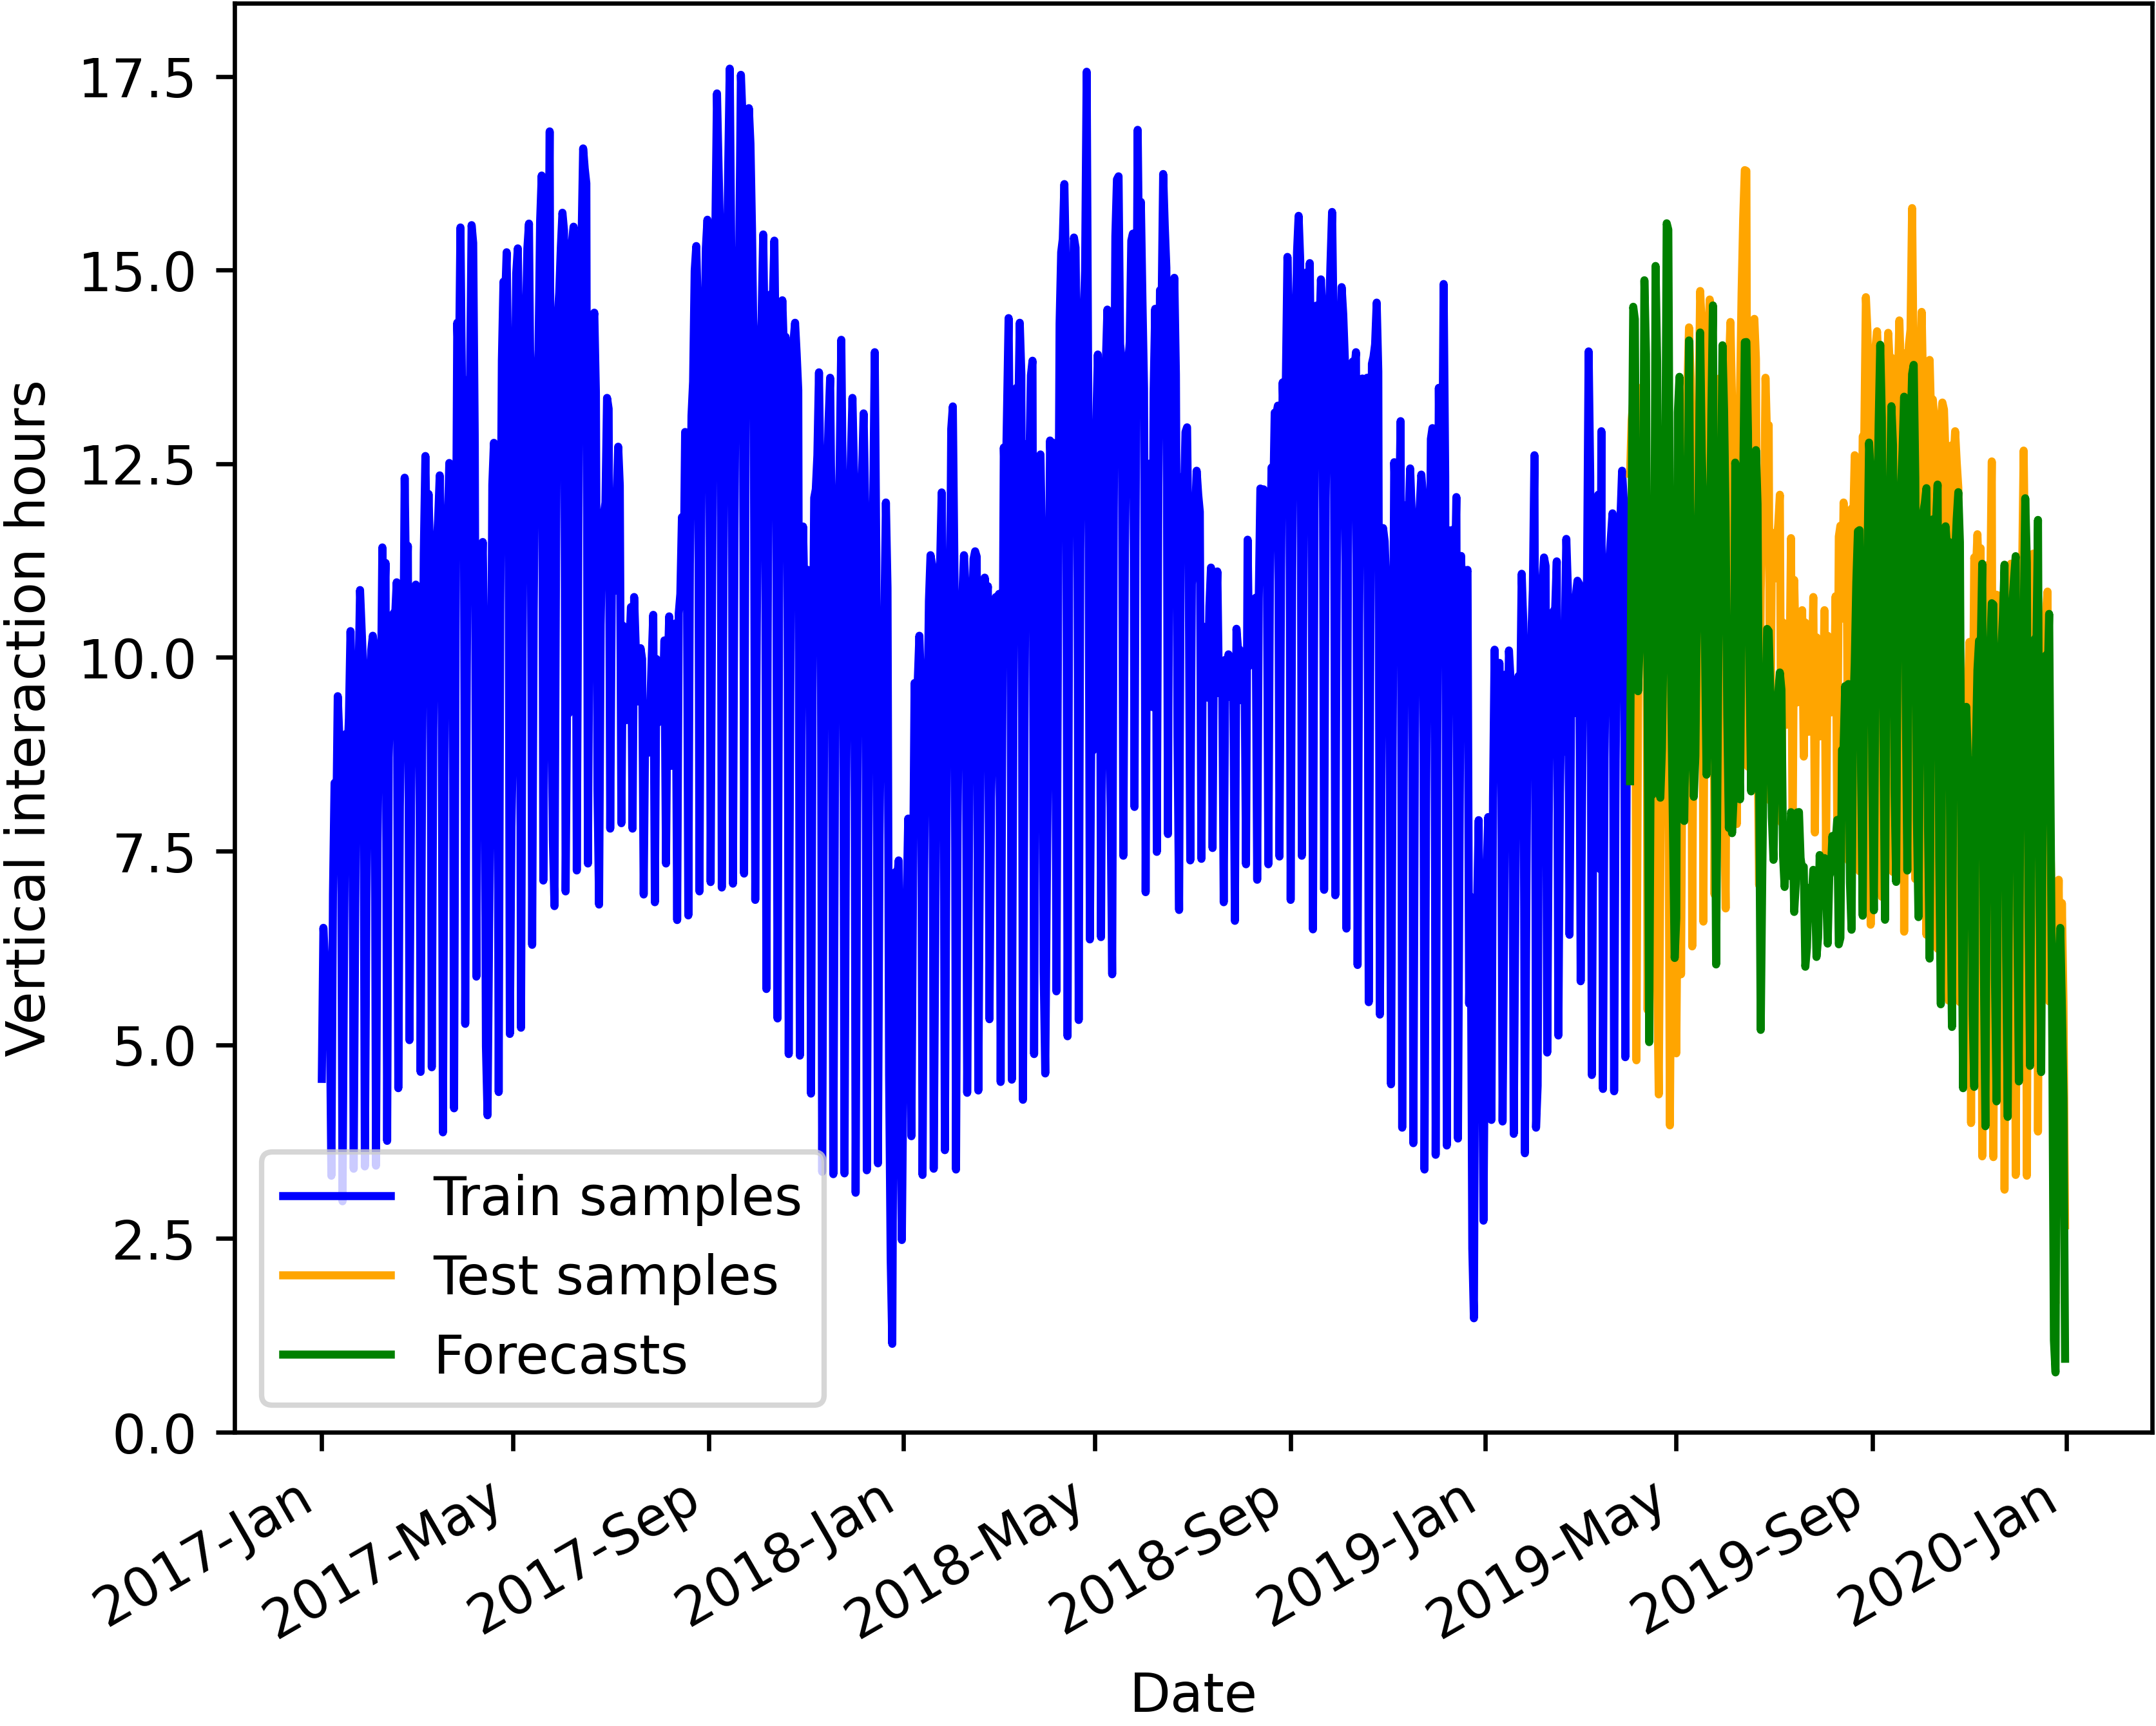 Vertical interaction hours
17.5
15.0
12.5
10.0
7.5
5.0
2.5
0.0
Train samples
Test samples
Forecasts
2017-Jan
2017-May
2017-Sep
2018-Jan
2018-May
2018-Sep
2019-Jan
2019-May
2019-Sep
2020-Jan
Date